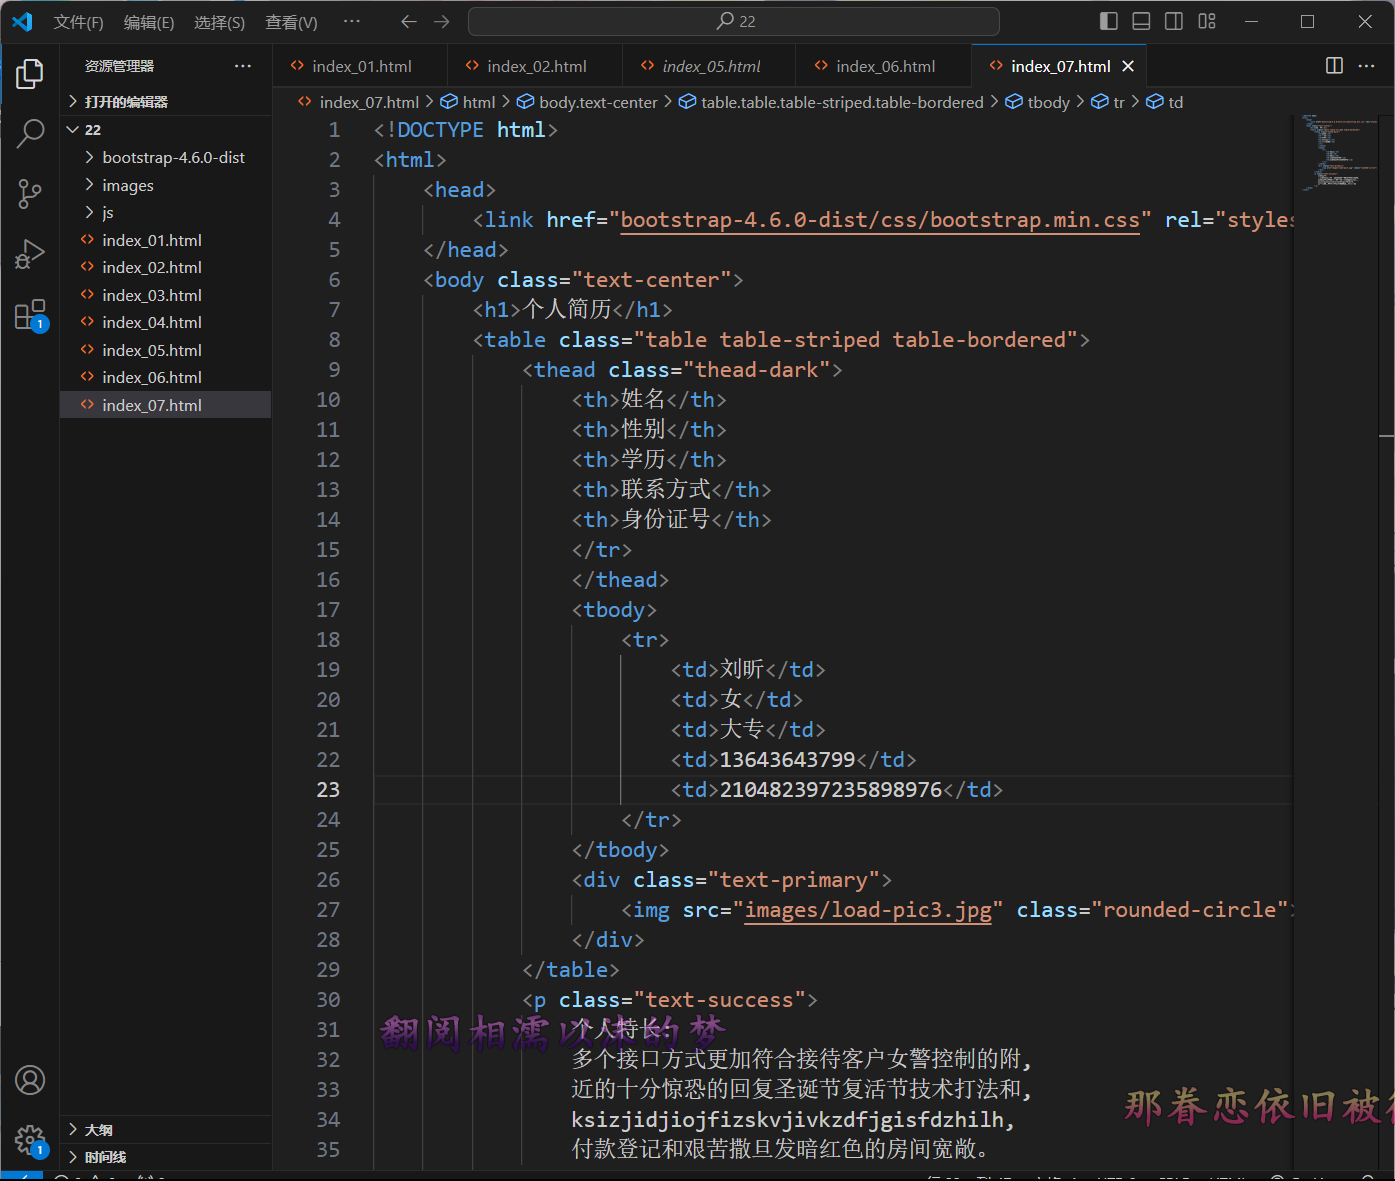 文件(F) 编辑(E) 选择(S) 查看(V) ··· 22
资源管理器 ···
index_01.html index_02.html index_05.html index_06.html index_07.html
打开的编辑器
22
bootstrap-4.6.0-dist
images
js
index_01.html
index_02.html
index_03.html
index_04.html
index_05.html
index_06.html
index_07.html
1
大纲
时间线
1
index_07.html > html > body.text-center > table.table.table-striped.table-bordered > tbody > tr > td
1 <!DOCTYPE html>
2 <html>
3 <head>
4 <link href="bootstrap-4.6.0-dist/css/bootstrap.min.css" rel="styles
5 </head>
6 <body class="text-center">
7 <h1>个人简历</h1>
8 <table class="table table-striped table-bordered">
9 <thead class="thead-dark">
10 <th>姓名</th>
11 <th>性别</th>
12 <th>学历</th>
13 <th>联系方式</th>
14 <th>身份证号</th>
15 </tr>
16 </thead>
17 <tbody>
18 <tr>
19 <td>刘昕</td>
20 <td>女</td>
21 <td>大专</td>
22 <td>13643643799</td>
23 <td>210482397235898976</td>
24 </tr>
25 </tbody>
26 <div class="text-primary">
27 <img src="images/load-pic3.jpg" class="rounded-circle">
28 </div>
29 </table>
30 <p class="text-success">
31 个人特长:
翻阅相濡以沫的梦
32 多个接口方式更加符合接待客户女警控制的附,
33 近的十分惊恐的回复圣诞节复活节技术打法和,
34 ksizjidjiojfizskvjivkzdfjgisfdzhilh,
那眷恋依旧被
35 付款登记和艰苦撒旦发暗红色的房间宽敞。